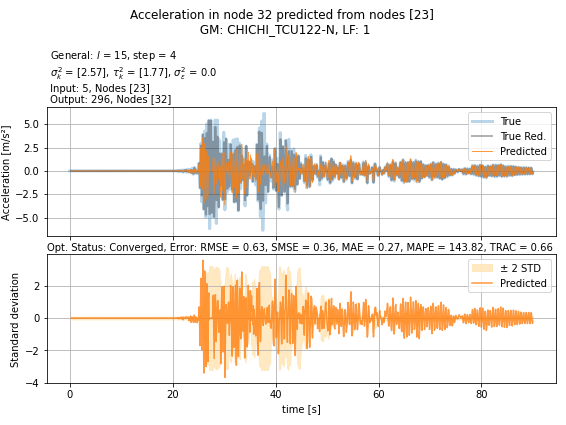 Acceleration in node 32 predicted from nodes [23]
GM: CHICHI_TCU122-N, LF: 1
General: l = 15, step = 4
σ²ₖ = [2.57], τ²ₖ = [1.77], σ²ε = 0.0
Input: 5, Nodes [23]
Output: 296, Nodes [32]
Acceleration [m/s²]
5.0
2.5
0.0
−2.5
−5.0
True
True Red.
Predicted
Opt. Status: Converged, Error: RMSE = 0.63, SMSE = 0.36, MAE = 0.27, MAPE = 143.82, TRAC = 0.66
Standard deviation
2
0
−2
−4
± 2 STD
Predicted
0 20 40 60 80
time [s]